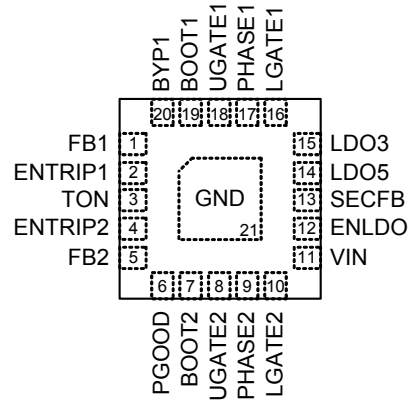 BYP1 BOOT1 UGATE1 PHASE1 LGATE1
20 19 18 17 16
FB1 1 15 LDO3
ENTRIP1 2 14 LDO5
TON 3 GND 13 SECFB
ENTRIP2 4 21 12 ENLDO
FB2 5 11 VIN
6 7 8 9 10
PGOOD BOOT2 UGATE2 PHASE2 LGATE2